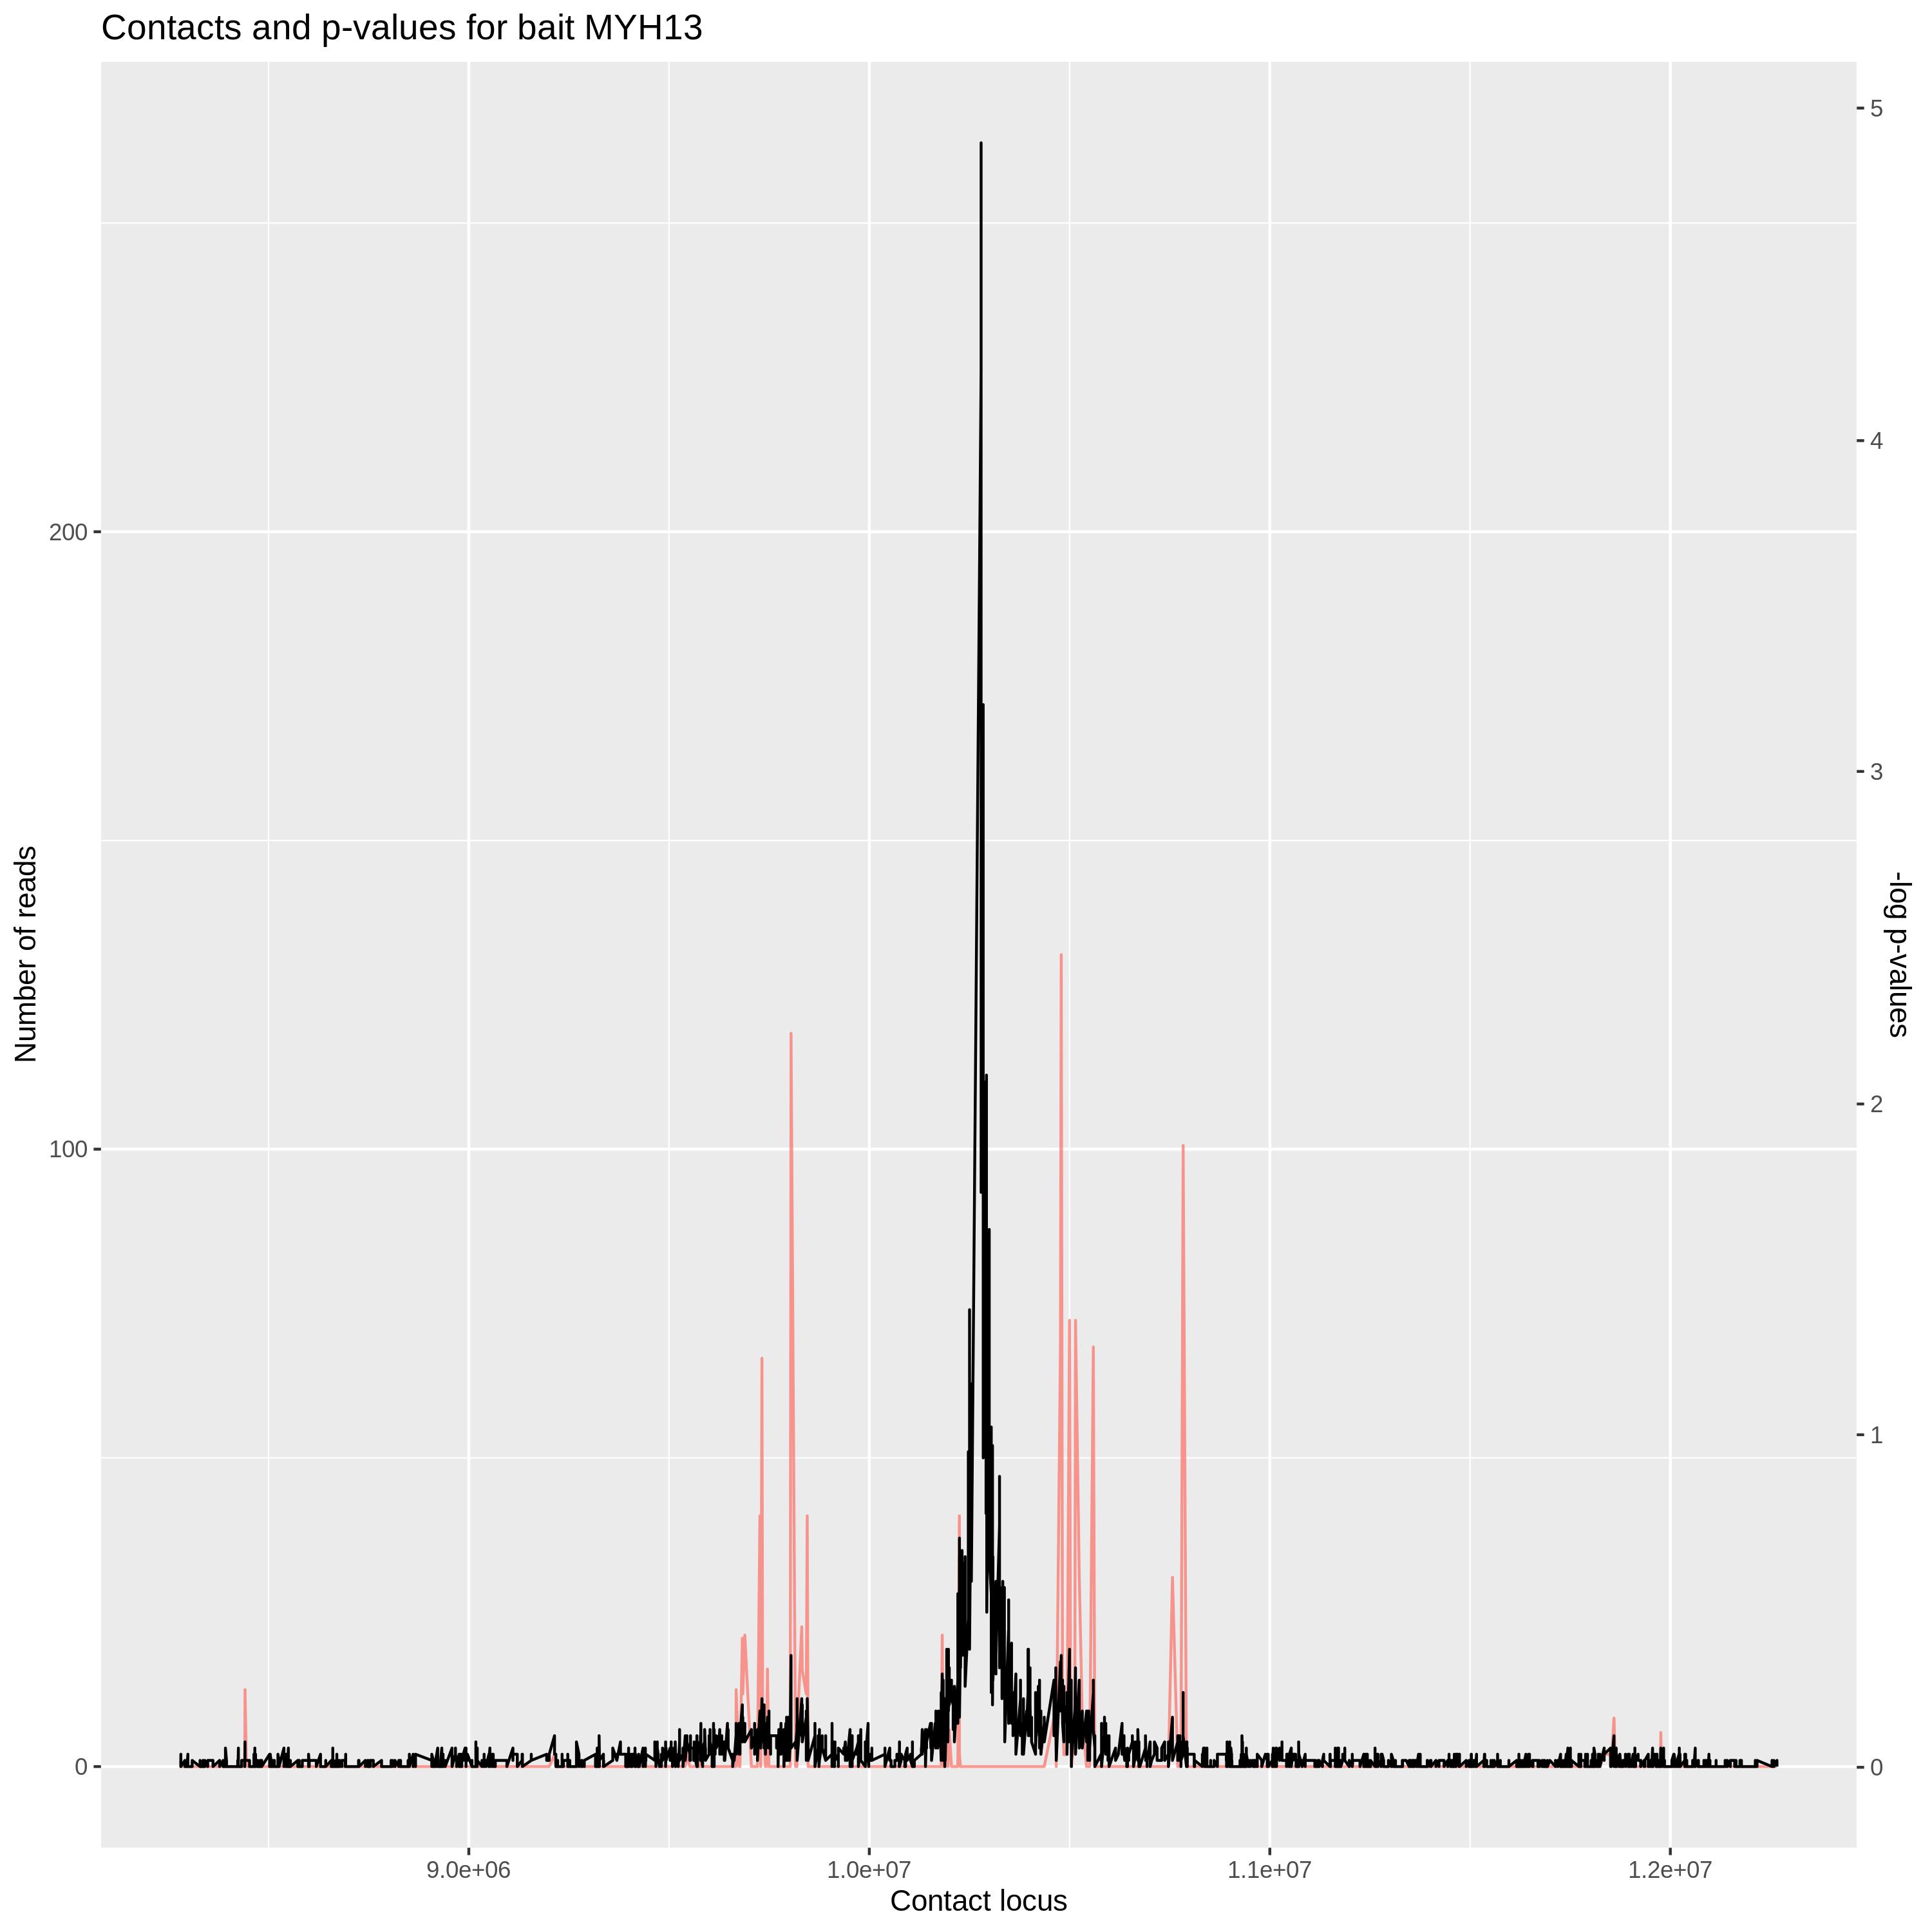 Contacts and p-values for bait MYH13
5
4
200
3
Number of reads
-log p-values
2
100
1
0
0
9.0e+06
1.0e+07
1.1e+07
1.2e+07
Contact locus